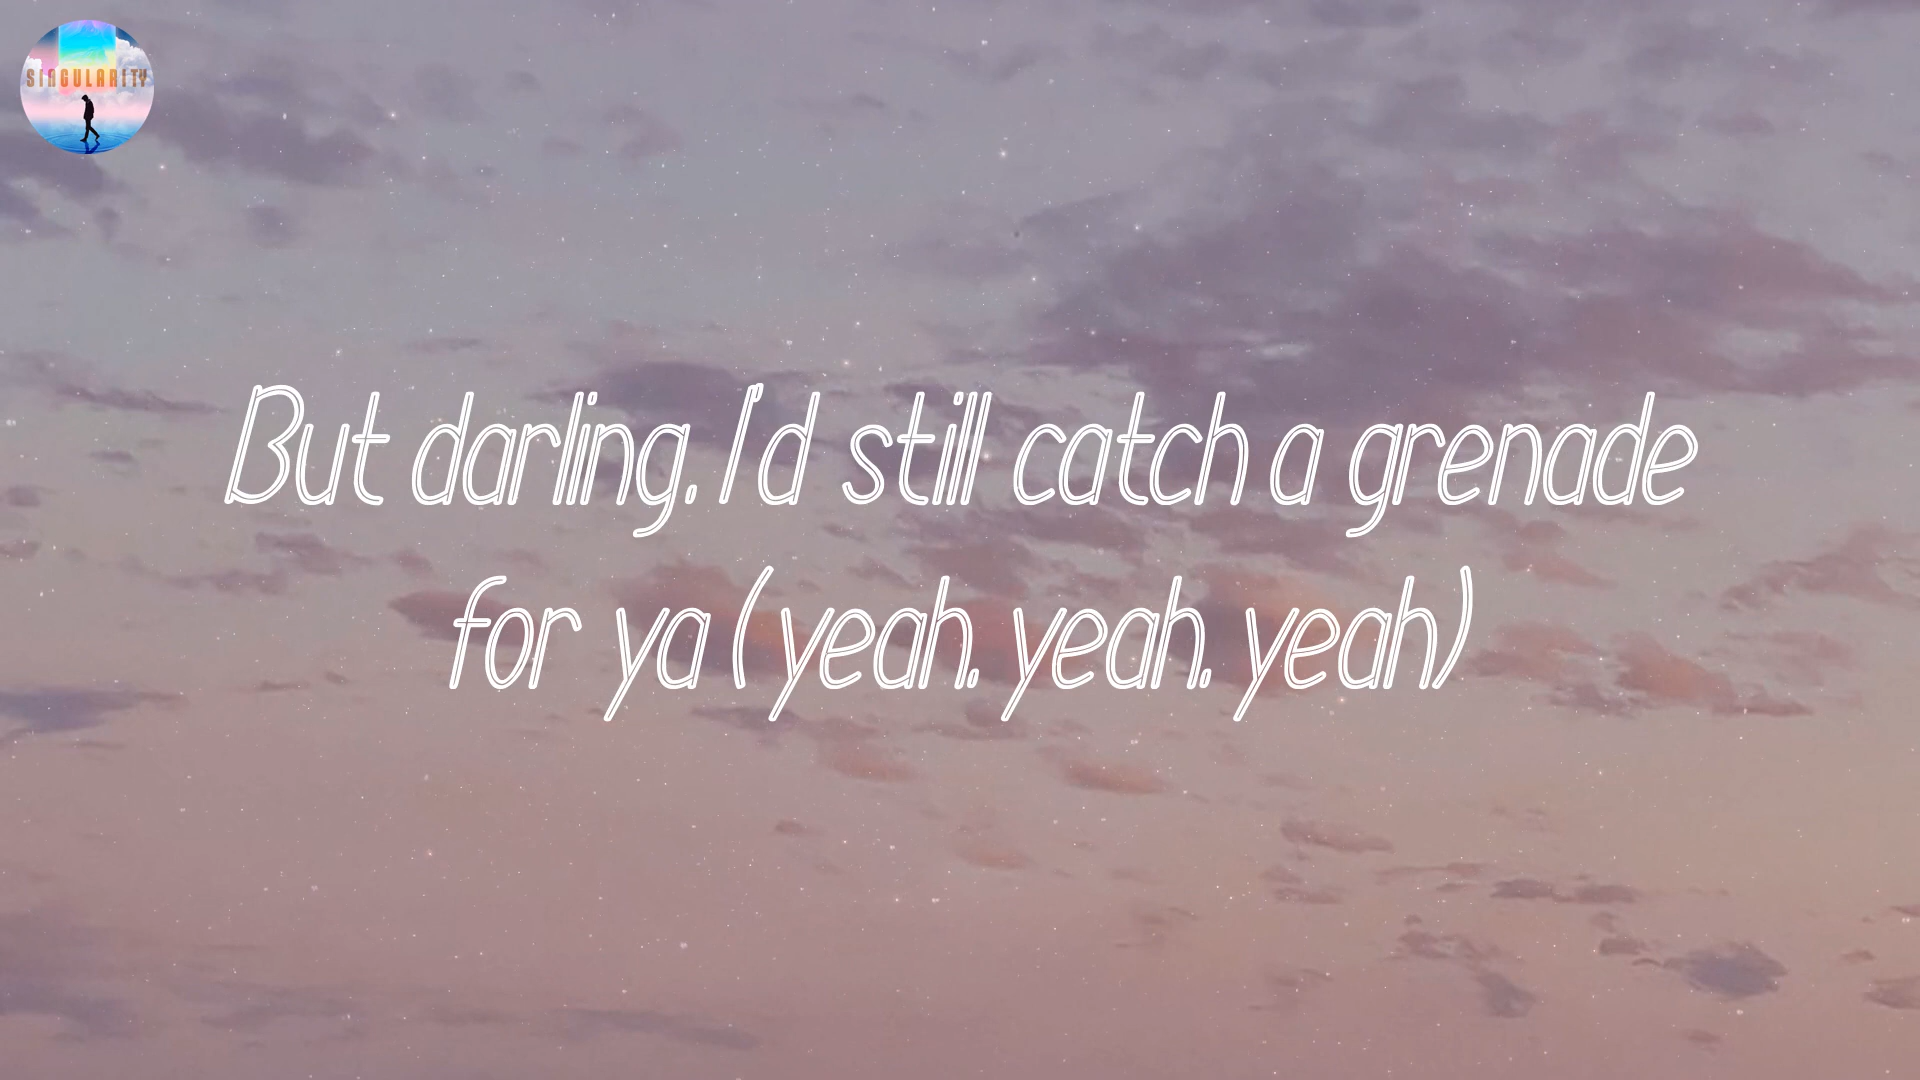 SINGULARITY
But darling, I'd still catch a grenade
for ya (yeah, yeah, yeah)